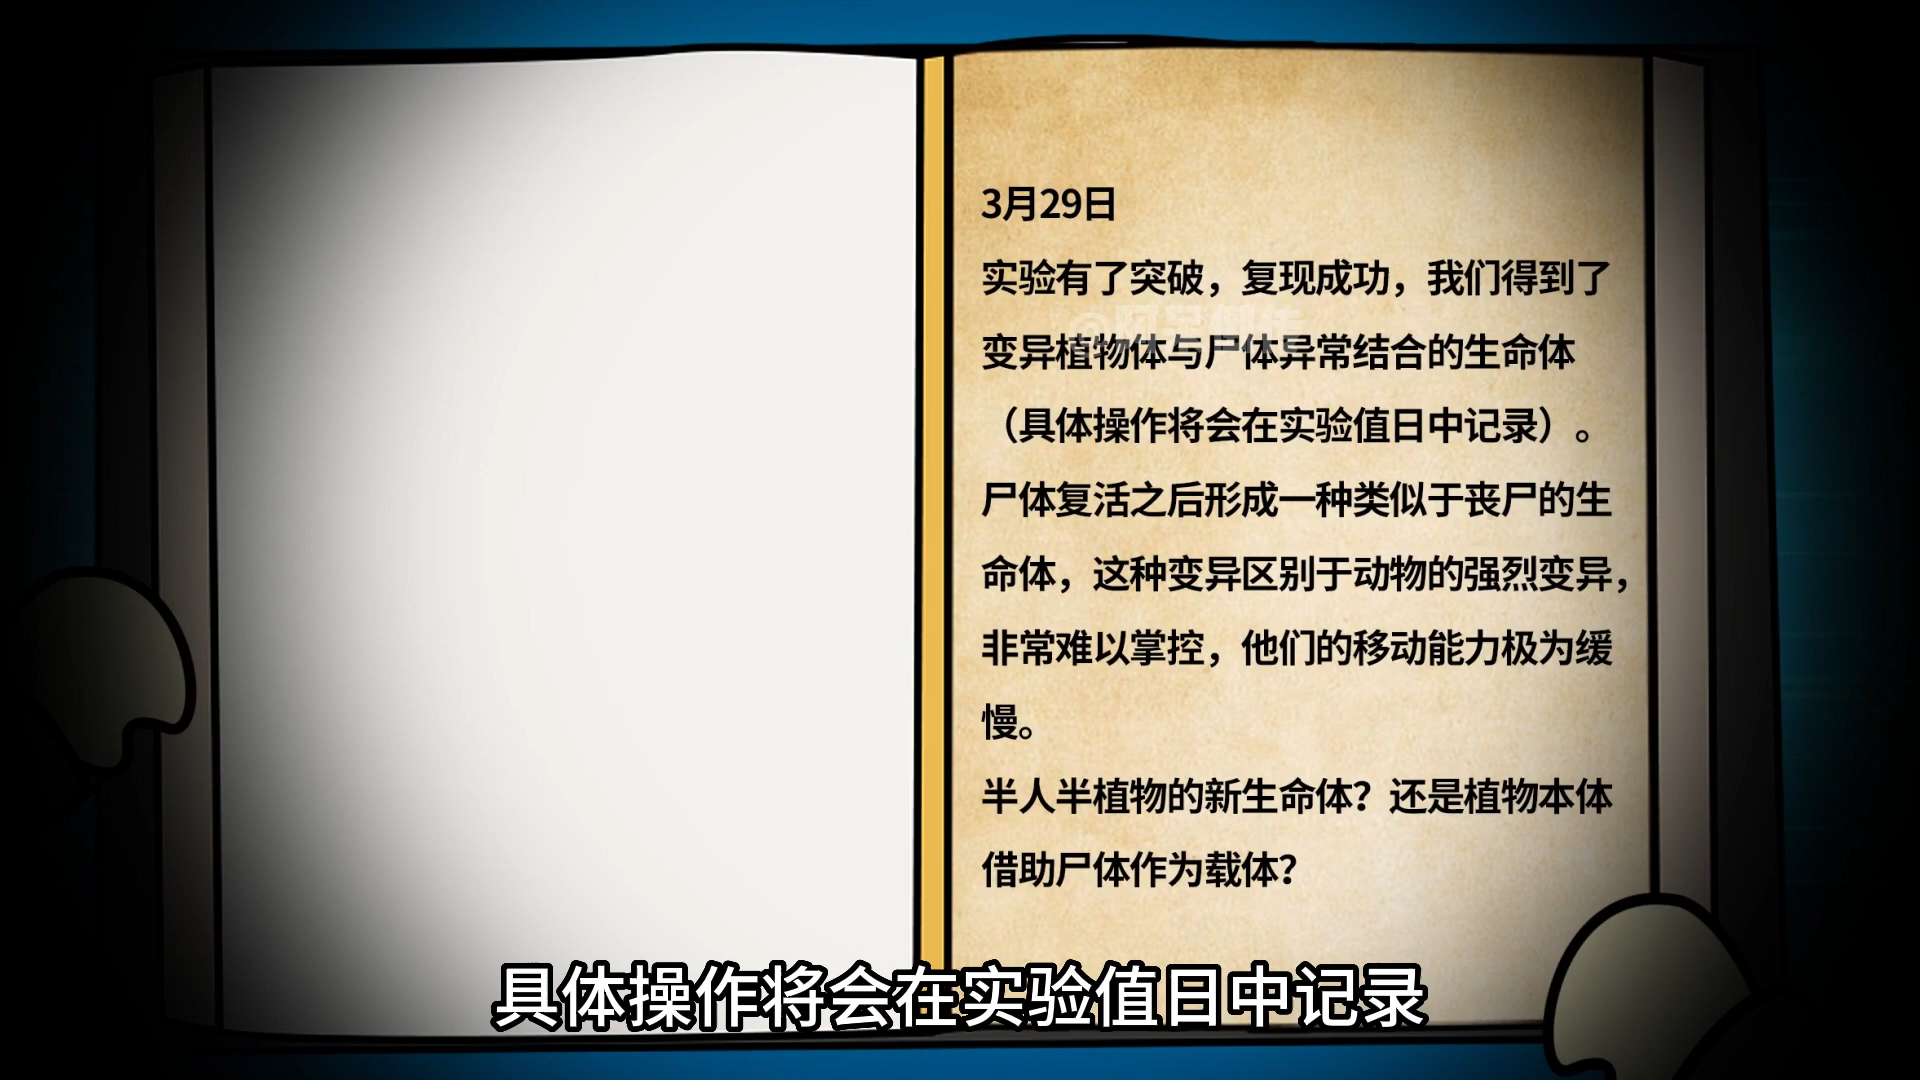 3月29日
实验有了突破，复现成功，我们得到了
变异植物体与尸体异常结合的生命体
（具体操作将会在实验值日中记录）。
尸体复活之后形成一种类似于丧尸的生
命体，这种变异区别于动物的强烈变异，
非常难以掌控，他们的移动能力极为缓
慢。
半人半植物的新生命体？还是植物本体
借助尸体作为载体？
具体操作将会在实验值日中记录